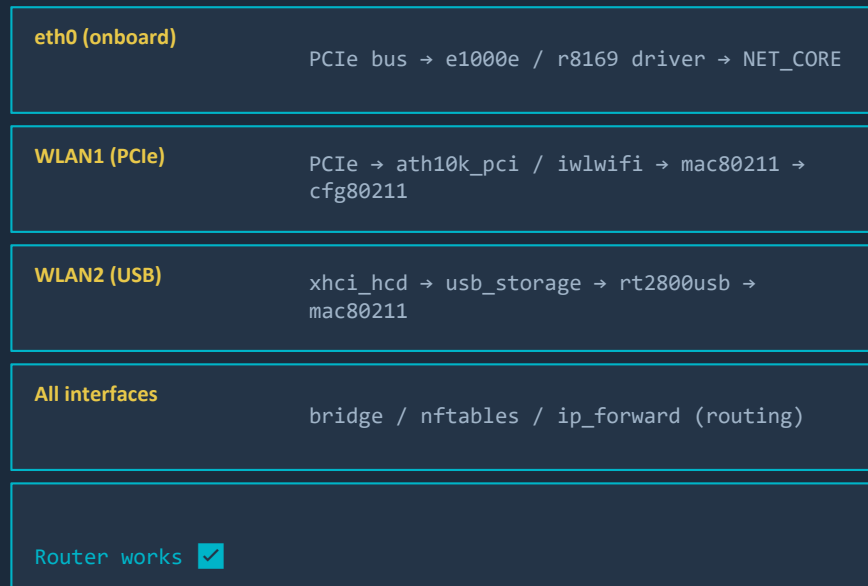 eth0 (onboard)
PCIe bus → e1000e / r8169 driver → NET_CORE
WLAN1 (PCIe)
PCIe → ath10k_pci / iwlwifi → mac80211 →
cfg80211
WLAN2 (USB)
xhci_hcd → usb_storage → rt2800usb →
mac80211
All interfaces
bridge / nftables / ip_forward (routing)
Router works ✅